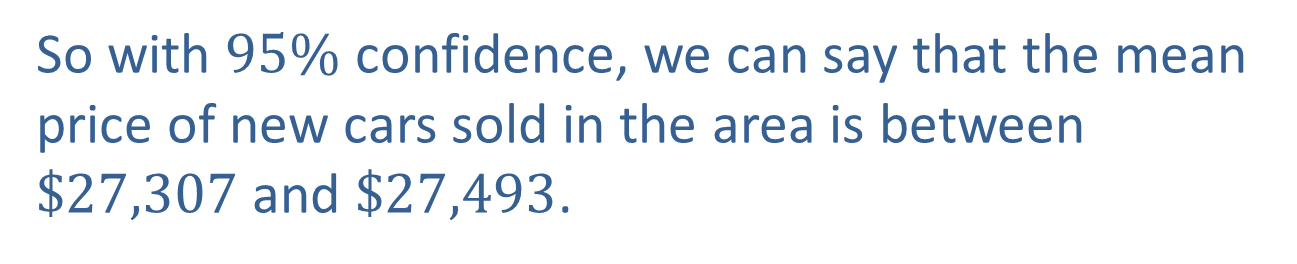 So with 95% confidence, we can say that the mean
price of new cars sold in the area is between
$27,307 and $27,493.